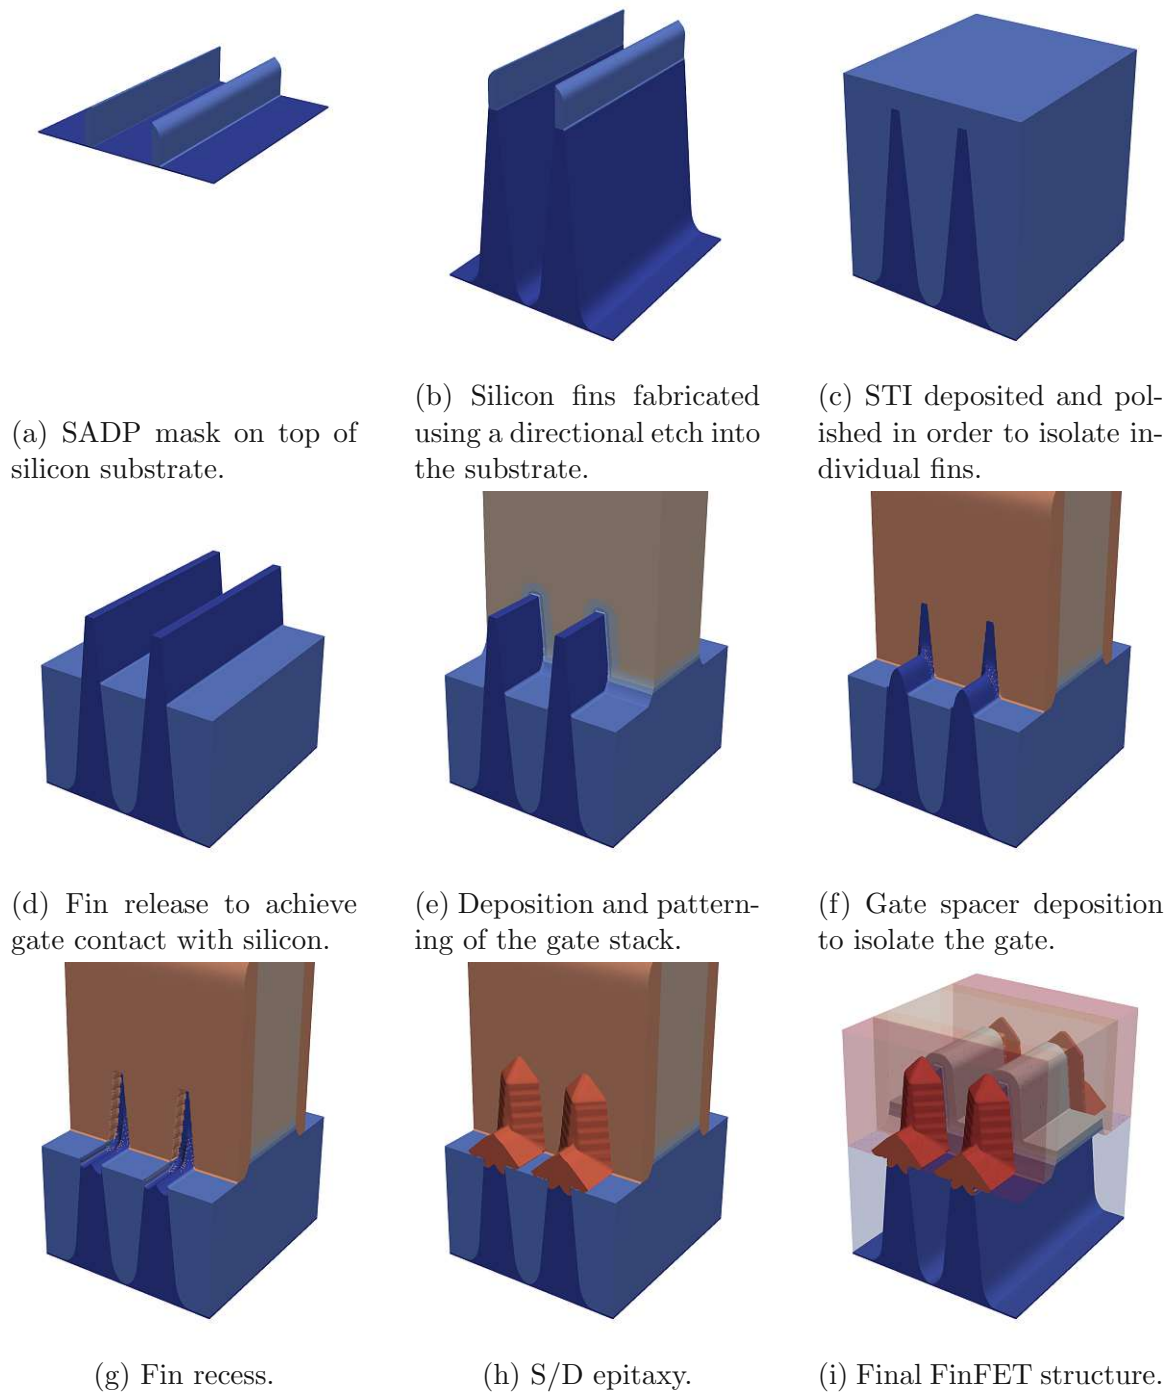 (a) SADP mask on top of
silicon substrate.
(b) Silicon fins fabricated
using a directional etch into
the substrate.
(c) STI deposited and pol-
ished in order to isolate in-
dividual fins.
(d) Fin release to achieve
gate contact with silicon.
(e) Deposition and pattern-
ing of the gate stack.
(f) Gate spacer deposition
to isolate the gate.
(g) Fin recess.
(h) S/D epitaxy.
(i) Final FinFET structure.